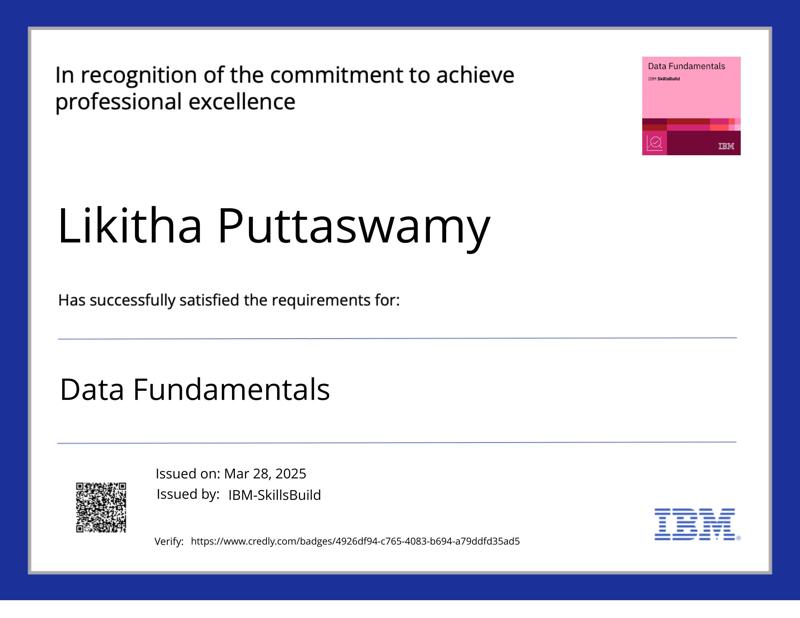 In recognition of the commitment to achieve
professional excellence
Data Fundamentals
IBM SkillsBuild
IBM
Likitha Puttaswamy
Has successfully satisfied the requirements for:
Data Fundamentals
Issued on: Mar 28, 2025
Issued by: IBM-SkillsBuild
Verify: https://www.credly.com/badges/4926df94-c765-4083-b694-a79ddfd35ad5
IBM®